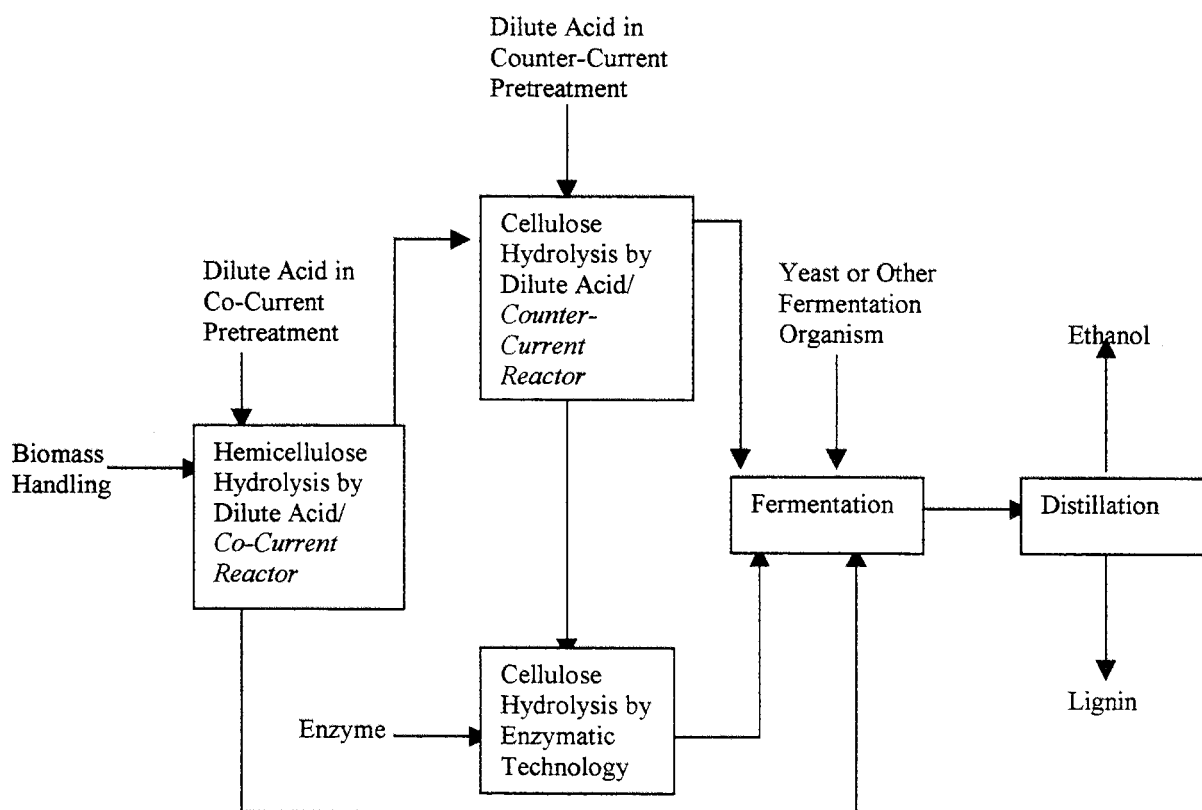 Dilute Acid in
Counter-Current
Pretreatment
Dilute Acid in
Co-Current
Pretreatment
Cellulose
Hydrolysis by
Dilute Acid/
Counter-
Current
Reactor
Yeast or Other
Fermentation
Organism
Ethanol
Biomass
Handling
Hemicellulose
Hydrolysis by
Dilute Acid/
Co-Current
Reactor
Fermentation
Distillation
Enzyme
Cellulose
Hydrolysis by
Enzymatic
Technology
Lignin